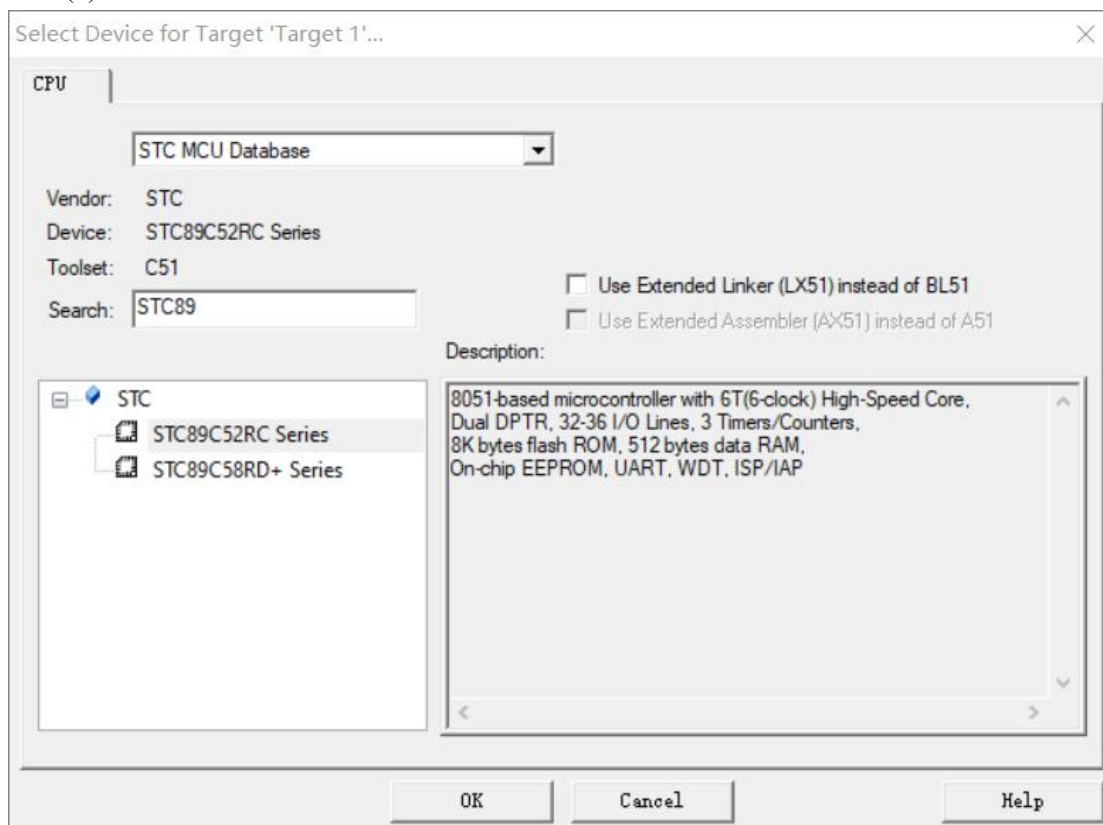 Select Device for Target 'Target 1'...
CPU
STC MCU Database
Vendor: STC
Device: STC89C52RC Series
Toolset: C51
Search: STC89
Use Extended Linker (LX51) instead of BL51
Use Extended Assembler (AX51) instead of A51
Description:
STC
STC89C52RC Series
STC89C58RD+ Series
8051-based microcontroller with 6T(6-clock) High-Speed Core,
Dual DPTR, 32-36 I/O Lines, 3 Timers/Counters,
8K bytes flash ROM, 512 bytes data RAM,
On-chip EEPROM, UART, WDT, ISP/IAP
OK
Cancel
Help